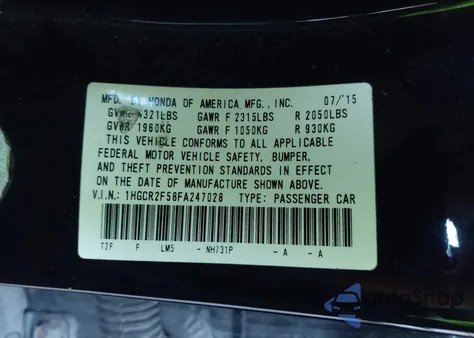 MFD. BY HONDA OF AMERICA MFG., INC. 07/'15
GVWR 4321LBS GAWR F 2315LBS R 2050LBS
GVWR 1960KG GAWR F 1050KG R 930KG
THIS VEHICLE CONFORMS TO ALL APPLICABLE
FEDERAL MOTOR VEHICLE SAFETY, BUMPER,
AND THEFT PREVENTION STANDARDS IN EFFECT
ON THE DATE OF MANUFACTURE SHOWN ABOVE.
V.I.N.: 1HGCR2F58FA247028 TYPE: PASSENGER CAR
T2F F LM5 - NH731P - A - A
AutoSnap